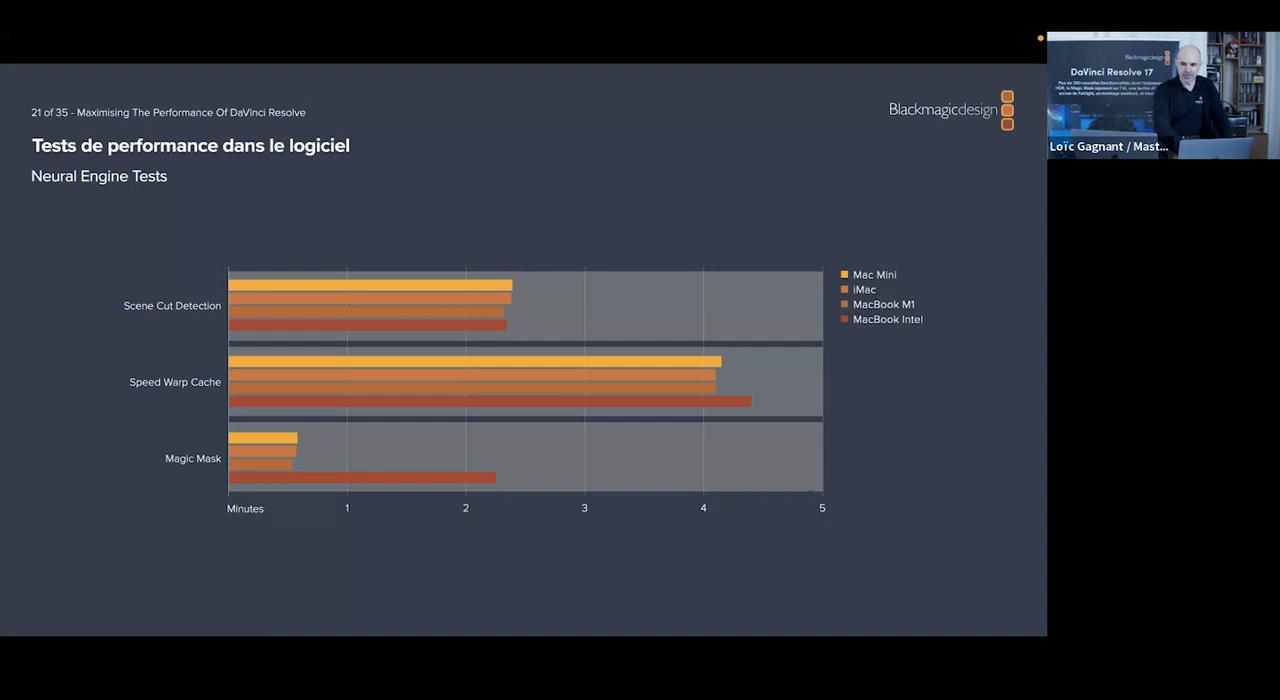 21 of 35 - Maximising The Performance Of DaVinci Resolve
Blackmagicdesign
Tests de performance dans le logiciel
Neural Engine Tests
Scene Cut Detection
Speed Warp Cache
Magic Mask
Minutes 1 2 3 4 5
Mac Mini
iMac
MacBook M1
MacBook Intel
Blackmagicdesign
DaVinci Resolve 17
Loïc Gagnant / Mast...